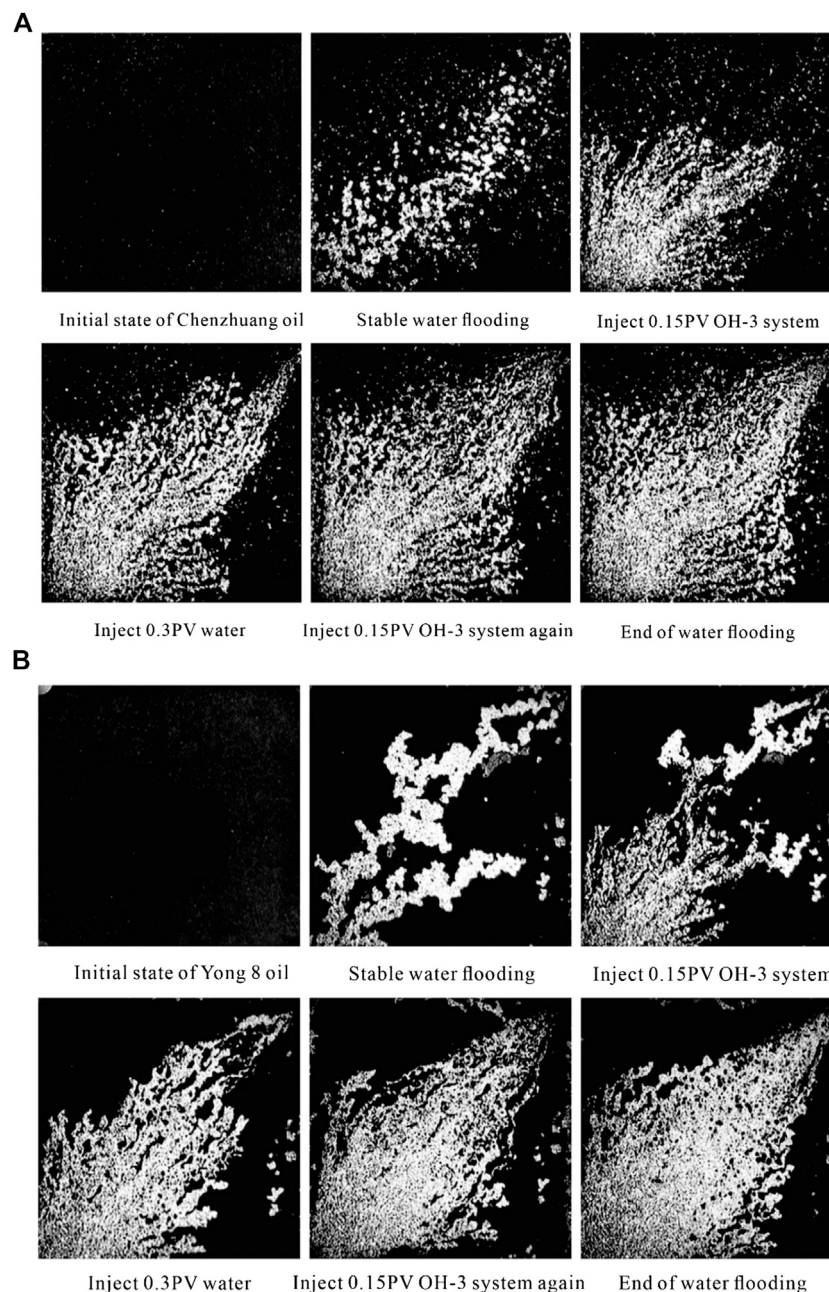 A
Initial state of Chenzhuang oil
Stable water flooding
Inject 0.15PV OH-3 system
Inject 0.3PV water
Inject 0.15PV OH-3 system again
End of water flooding
B
Initial state of Yong 8 oil
Stable water flooding
Inject 0.15PV OH-3 system
Inject 0.3PV water
Inject 0.15PV OH-3 system again
End of water flooding